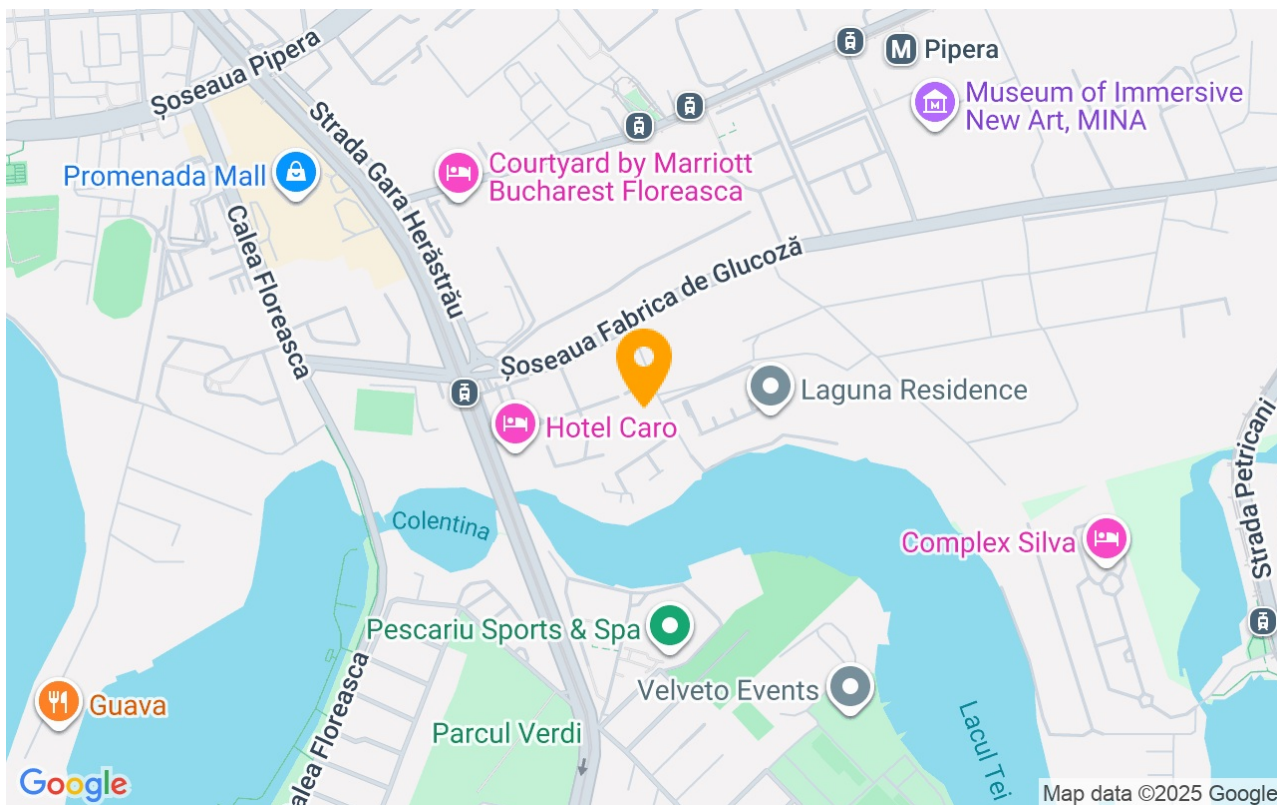 Șoseaua Pipera
Strada Gara Herăstrău
M Pipera
Museum of Immersive
New Art, MINA
Promenada Mall
Courtyard by Marriott
Bucharest Floreasca
Calea Floreasca
Șoseaua Fabrica de Glucoză
Laguna Residence
Hotel Caro
Strada Petricani
Colentina
Complex Silva
Pescariu Sports & Spa
Velveto Events
Guava
Calea Floreasca
Parcul Verdi
Lacul Tei
Google
Map data ©2025 Google